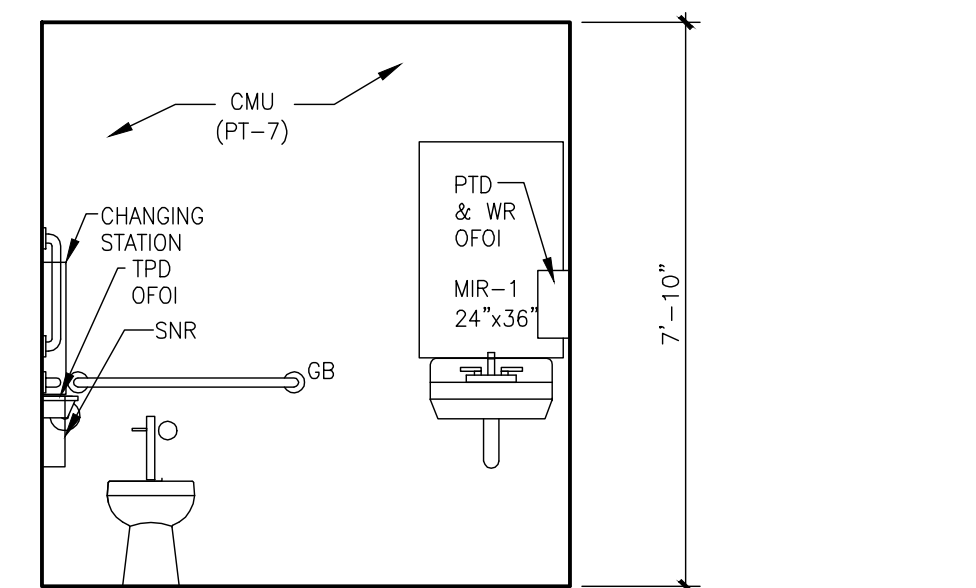 CMU
(PT-7)
PTD
& WR
OFOI
CHANGING
STATION
TPD
OFOI
MIR-1
24"x36"
SNR
GB
7'-10"